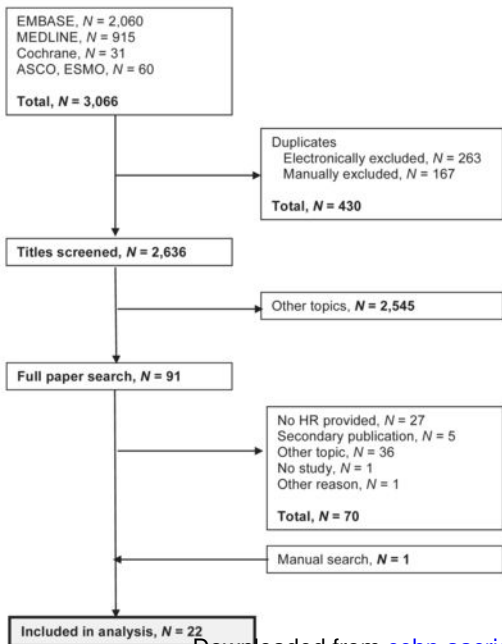 EMBASE, N = 2,060
MEDLINE, N = 915
Cochrane, N = 31
ASCO, ESMO, N = 60
Total, N = 3,066
Duplicates
Electronically excluded, N = 263
Manually excluded, N = 167
Total, N = 430
Titles screened, N = 2,636
Other topics, N = 2,545
Full paper search, N = 91
No HR provided, N = 27
Secondary publication, N = 5
Other topic, N = 36
No study, N = 1
Other reason, N = 1
Total, N = 70
Manual search, N = 1
Included in analysis, N = 22
Downloaded from